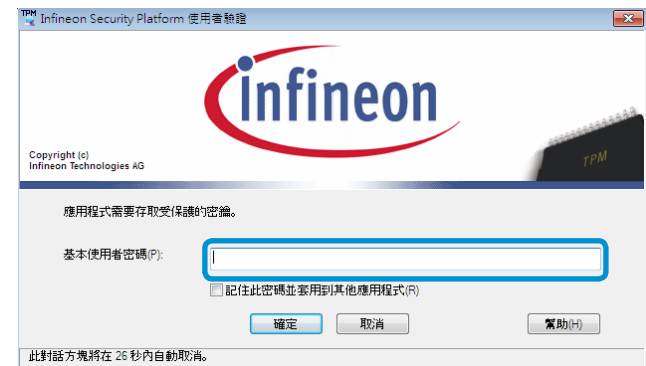 TPM Infineon Security Platform 使用者驗證
infineon
Copyright (c)
Infineon Technologies AG
TPM
應用程式需要存取受保護的密鑰。
基本使用者密碼(P):
記住此密碼並套用到其他應用程式(R)
確定 取消 幫助(H)
此對話方塊將在 26 秒內自動取消。